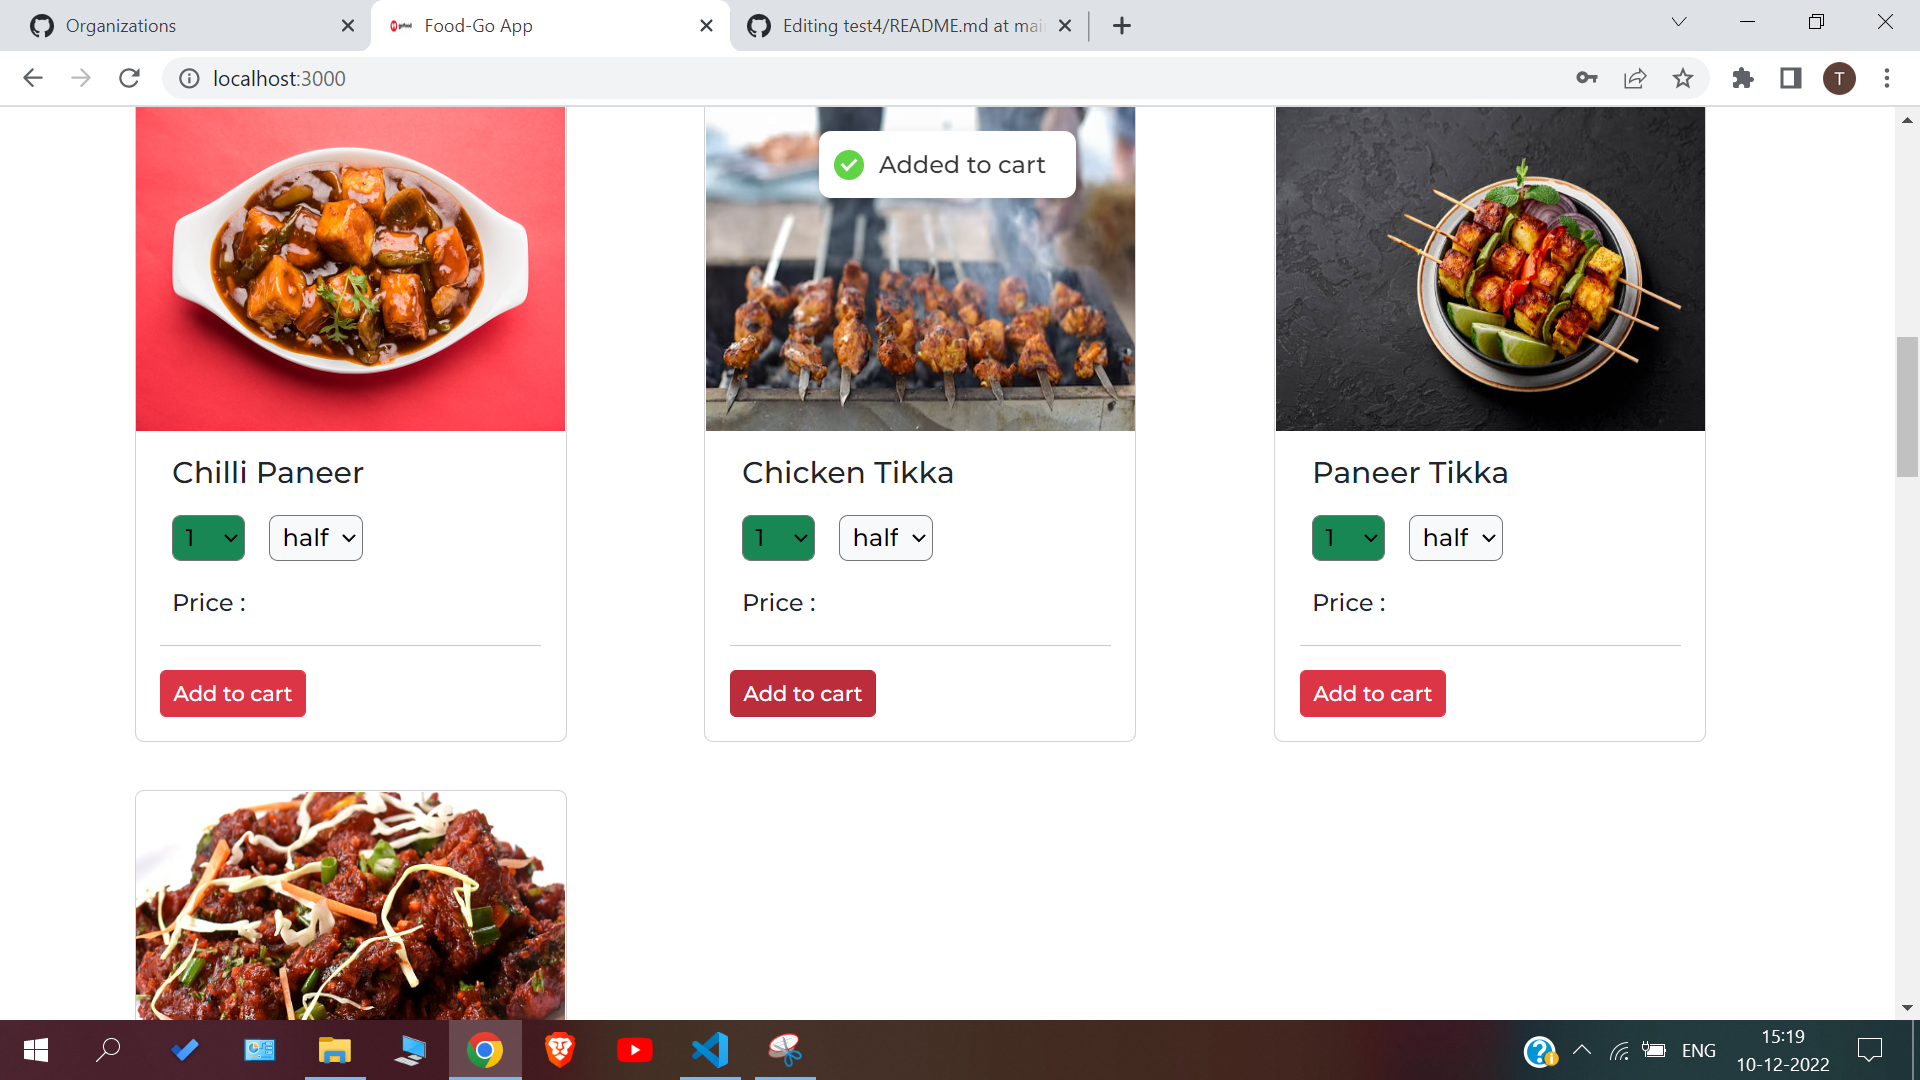 Organizations
Food-Go App
Editing test4/README.md at mai
localhost:3000
T
Added to cart
Chilli Paneer
Chicken Tikka
Paneer Tikka
1 half
1 half
1 half
Price :
Price :
Price :
Add to cart
Add to cart
Add to cart
ENG
15:19
10-12-2022